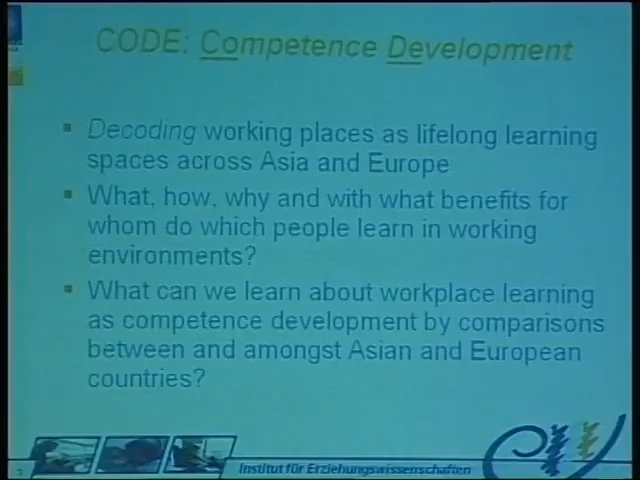 CODE: Competence Development
Decoding working places as lifelong learning
spaces across Asia and Europe
What, how, why and with what benefits for
whom do which people learn in working
environments?
What can we learn about workplace learning
as competence development by comparisons
between and amongst Asian and European
countries?
3
Institut für Erziehungswissenschaften